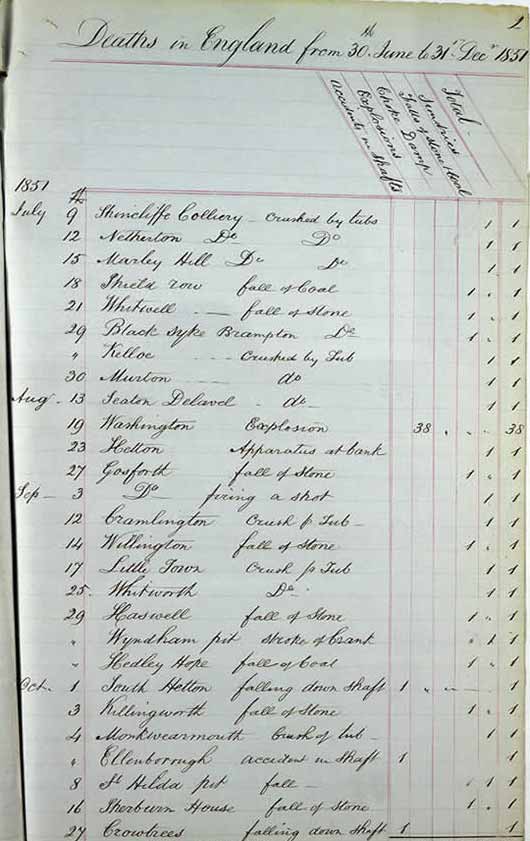 2
Deaths in England from 30th June to 31st Decr 1851
Accidents in Shafts
Explosions
Choke Damp
Falls of Stone & Coal
Sundries
Total
1851
July 9 Shincliffe Colliery - crushed by tubs 1 1
12 Netherton Do Do 1 1
15 Marley Hill Do Do 1 1
18 Shield row fall of Coal 1 " 1
21 Whitwell - fall of Stone 1 " 1
29 Black Syke Brampton Do 1 " 1
" Kelloe - crushed by Tub 1 1
30 Murton - do 1 1
Aug - 13 Seaton Delavel - do - 1 1
19 Washington Explosion 38 " " " 38
23 Hetton Apparatus at bank 1 1
27 Gosforth fall of Stone 1 " 1
Sep - 3 Do firing a shot 1 1
12 Cramlington Crush p Tub - 1 1
14 Willington fall of Stone 1 " 1
17 Little Town Crush p Tub 1 1
25 Whitworth Do - 1 1
29 Haswell fall of Stone 1 " 1
" Wyndham pit stroke of Crank " 1 1
" Hedley Hope fall of Coal 1 " 1
Oct. 1 South Hetton falling down Shaft 1 " " - 1
3 Killingworth fall of Stone 1 " 1
4 Monkwearmouth Crush of tub - 1 1
" Ellenborough accident in Shaft 1 1
8 St Hilda pit fall - 1 1
16 Sherburn House fall of Stone 1 " 1
27 Crowtrees falling down Shaft 1 1